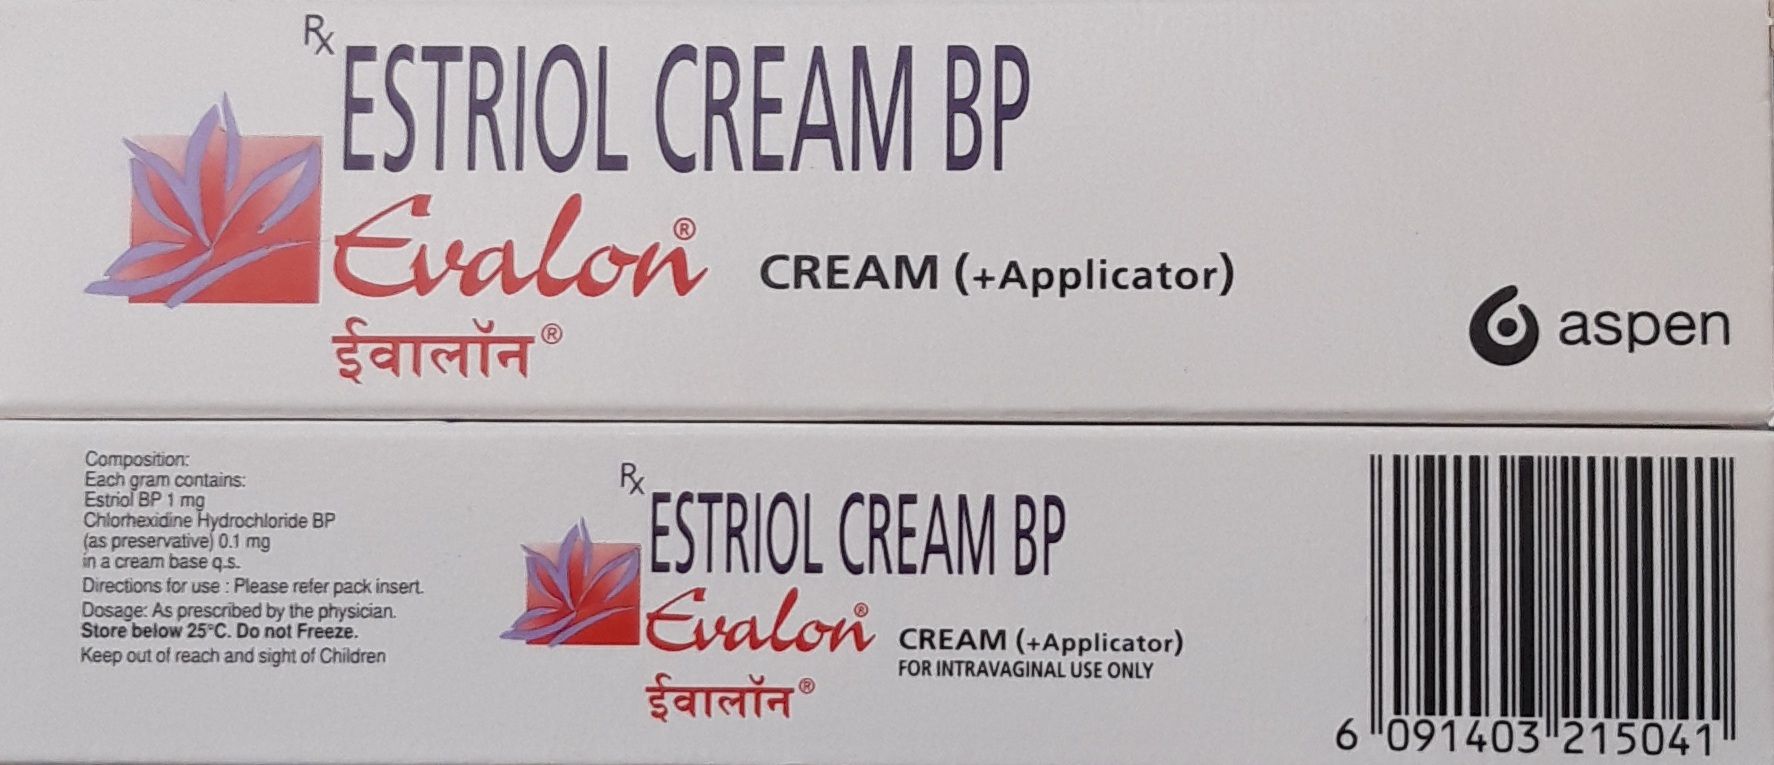 Rx
ESTRIOL CREAM BP
Evalon® CREAM (+Applicator)
ईवालॉन®
aspen
Composition:
Each gram contains:
Estriol BP 1 mg
Chlorhexidine Hydrochloride BP
(as preservative) 0.1 mg
in a cream base q.s.
Directions for use : Please refer pack insert.
Dosage: As prescribed by the physician.
Store below 25°C. Do not Freeze.
Keep out of reach and sight of Children
Rx
ESTRIOL CREAM BP
Evalon® CREAM (+Applicator)
FOR INTRAVAGINAL USE ONLY
ईवालॉन®
6 091403 215041